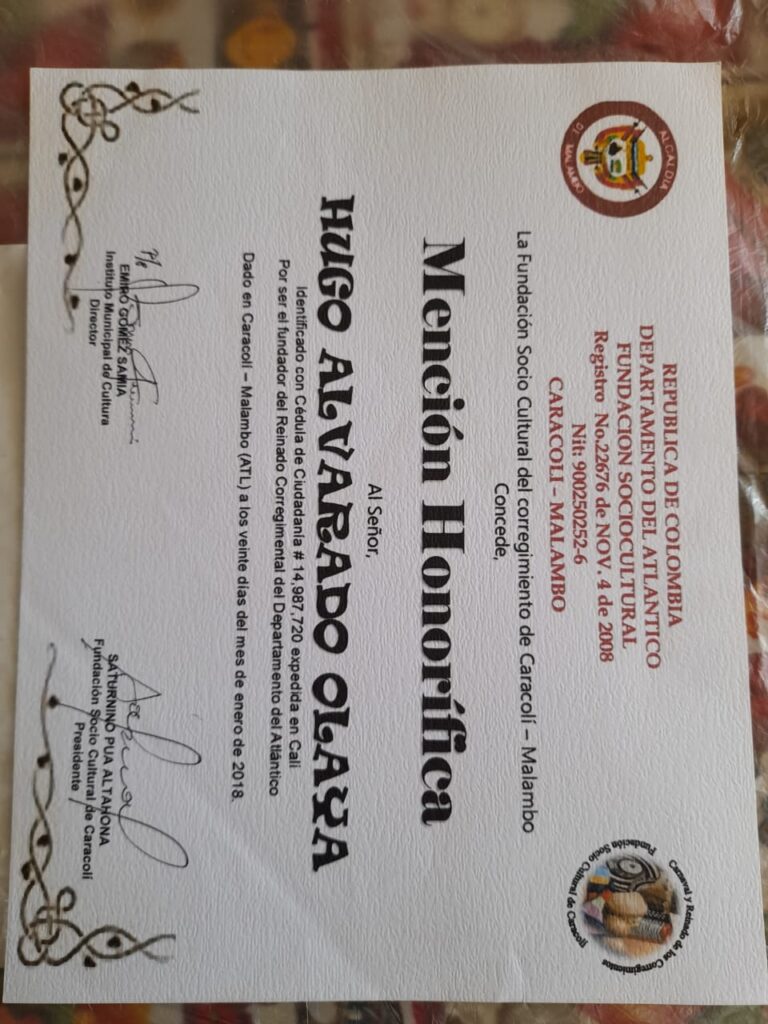 ALCALDIA
DE MALAMBO
REPUBLICA DE COLOMBIA
DEPARTAMENTO DEL ATLANTICO
FUNDACION SOCIOCULTURAL
Registro No.22676 de NOV. 4 de 2008
Nit: 900250252-6
CARACOLI – MALAMBO
Carnaval y Reinado de los Corregimientos
Fundación Socio Cultural de Caracolí
La Fundación Socio Cultural del corregimiento de Caracolí – Malambo
Concede,
Mención Honorífica
Al Señor,
HUGO ALVARADO OLAYA
Identificado con Cédula de Ciudadanía # 14,987,720 expedida en Cali
Por ser el fundador del Reinado Corregimental del Departamento del Atlántico
Dado en Caracolí – Malambo (ATL) a los veinte días del mes de enero de 2018.
P/o
EMIRO GOMEZ SAMIA
Instituto Municipal de Cultura
Director
SATURNINO PUA ALTAHONA
Fundación Socio Cultural de Caracolí
Presidente